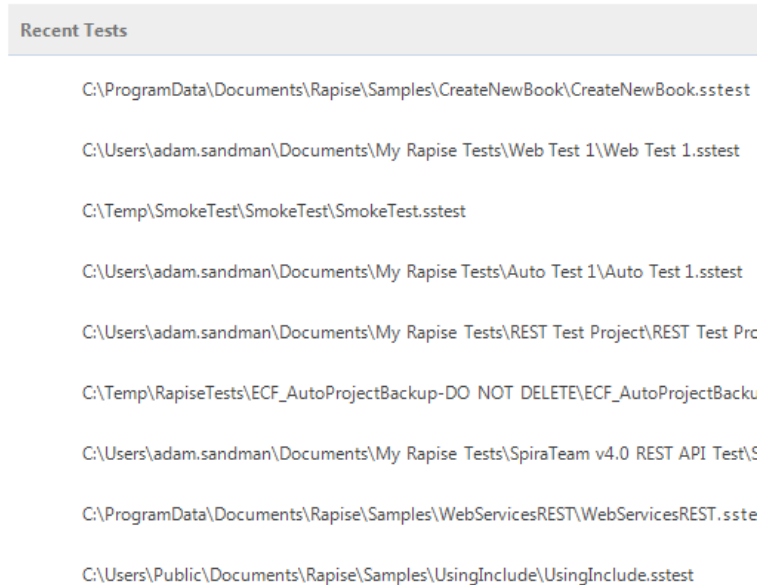 Recent Tests
C:\ProgramData\Documents\Rapise\Samples\CreateNewBook\CreateNewBook.sstest
C:\Users\adam.sandman\Documents\My Rapise Tests\Web Test 1\Web Test 1.sstest
C:\Temp\SmokeTest\SmokeTest\SmokeTest.sstest
C:\Users\adam.sandman\Documents\My Rapise Tests\Auto Test 1\Auto Test 1.sstest
C:\Users\adam.sandman\Documents\My Rapise Tests\REST Test Project\REST Test Pro
C:\Temp\RapiseTests\ECF_AutoProjectBackup-DO NOT DELETE\ECF_AutoProjectBacku
C:\Users\adam.sandman\Documents\My Rapise Tests\SpiraTeam v4.0 REST API Test\S
C:\ProgramData\Documents\Rapise\Samples\WebServicesREST\WebServicesREST.sste
C:\Users\Public\Documents\Rapise\Samples\UsingInclude\UsingInclude.sstest